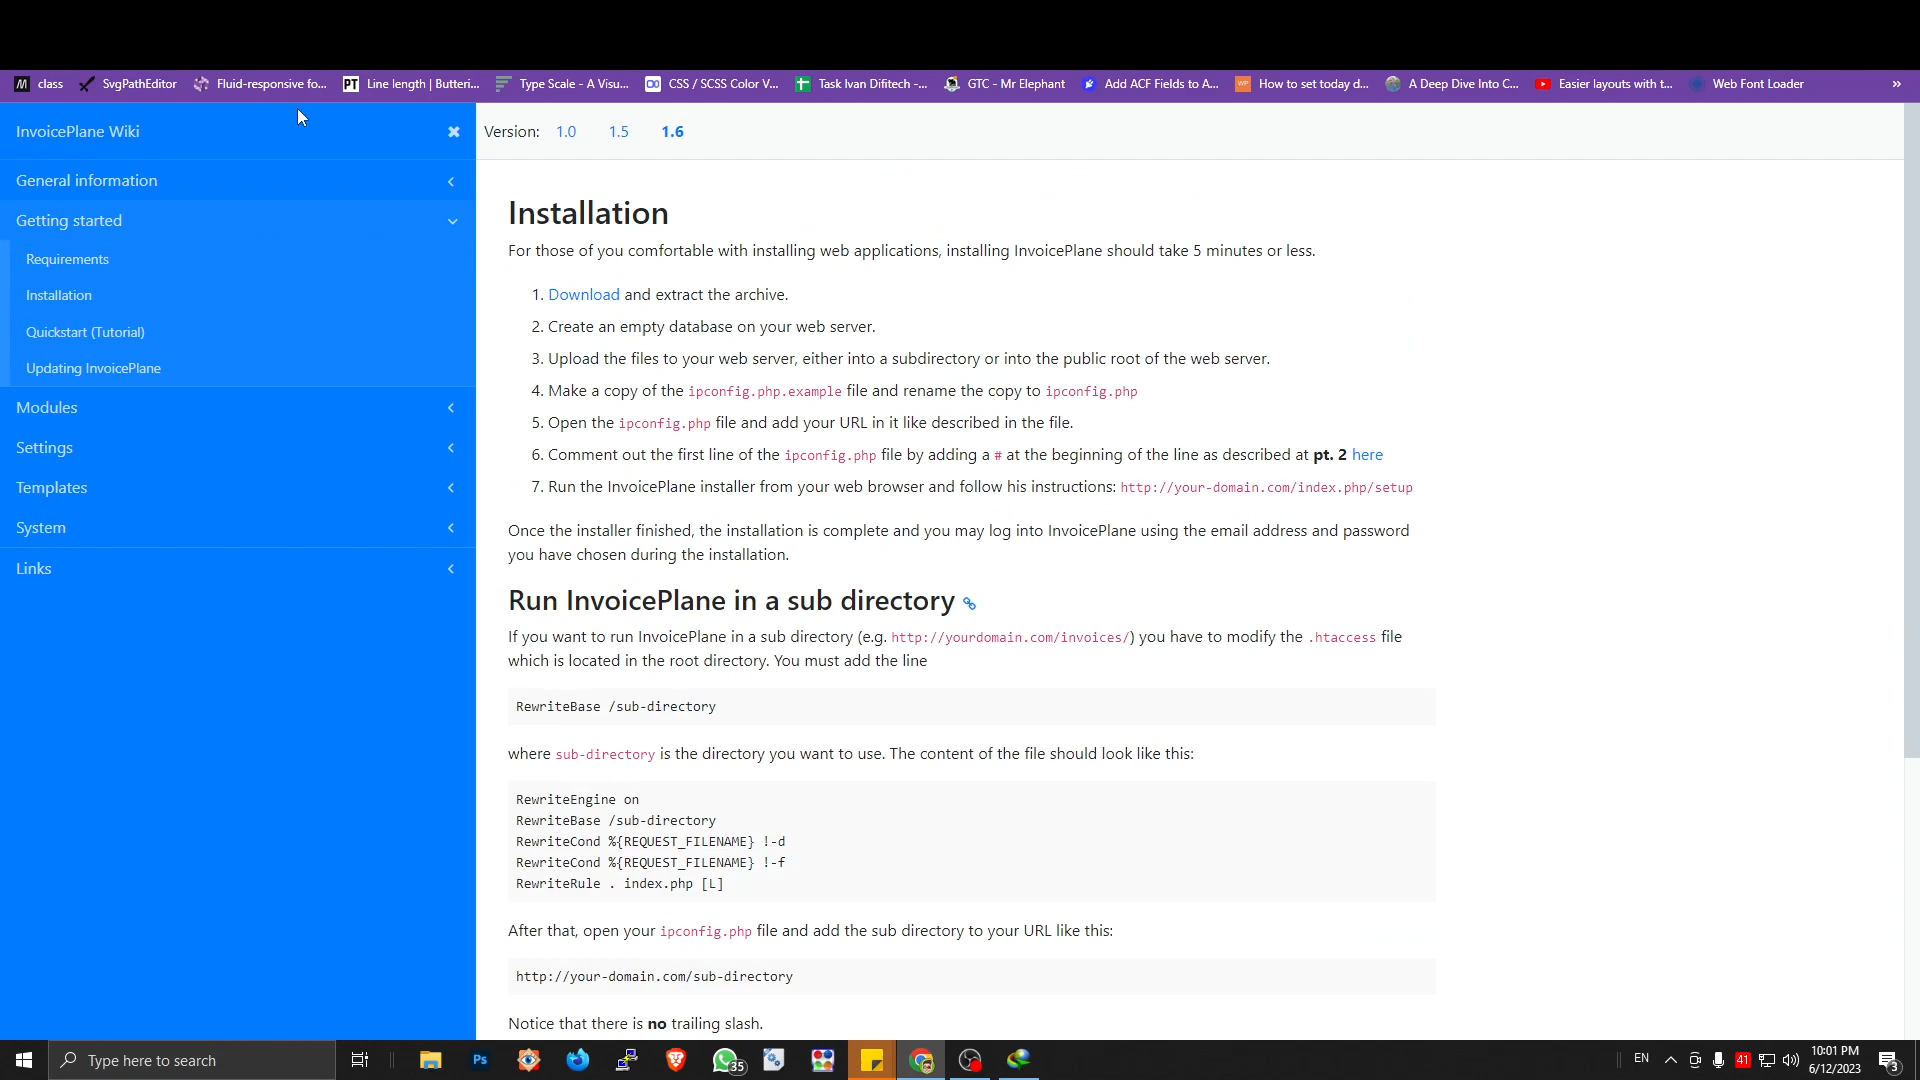 class
SvgPathEditor
Fluid-responsive fo...
PT
Line length | Butteri...
Type Scale - A Visu...
CSS / SCSS Color V...
Task Ivan Difitech -...
GTC - Mr Elephant
Add ACF Fields to A...
WP
How to set today d...
A Deep Dive Into C...
Easier layouts with t...
Web Font Loader
»
InvoicePlane Wiki
Version: 1.0 1.5 1.6
General information
Getting started
Requirements
Installation
Quickstart (Tutorial)
Updating InvoicePlane
Modules
Settings
Templates
System
Links
Installation
For those of you comfortable with installing web applications, installing InvoicePlane should take 5 minutes or less.
1. Download and extract the archive.
2. Create an empty database on your web server.
3. Upload the files to your web server, either into a subdirectory or into the public root of the web server.
4. Make a copy of the ipconfig.php.example file and rename the copy to ipconfig.php
5. Open the ipconfig.php file and add your URL in it like described in the file.
6. Comment out the first line of the ipconfig.php file by adding a # at the beginning of the line as described at pt. 2 here
7. Run the InvoicePlane installer from your web browser and follow his instructions: http://your-domain.com/index.php/setup
Once the installer finished, the installation is complete and you may log into InvoicePlane using the email address and password
you have chosen during the installation.
Run InvoicePlane in a sub directory
If you want to run InvoicePlane in a sub directory (e.g. http://yourdomain.com/invoices/) you have to modify the .htaccess file
which is located in the root directory. You must add the line
RewriteBase /sub-directory
where sub-directory is the directory you want to use. The content of the file should look like this:
RewriteEngine on
RewriteBase /sub-directory
RewriteCond %{REQUEST_FILENAME} !-d
RewriteCond %{REQUEST_FILENAME} !-f
RewriteRule . index.php [L]
After that, open your ipconfig.php file and add the sub directory to your URL like this:
http://your-domain.com/sub-directory
Notice that there is no trailing slash.
Type here to search
Ps
35
EN
41
10:01 PM
6/12/2023
3